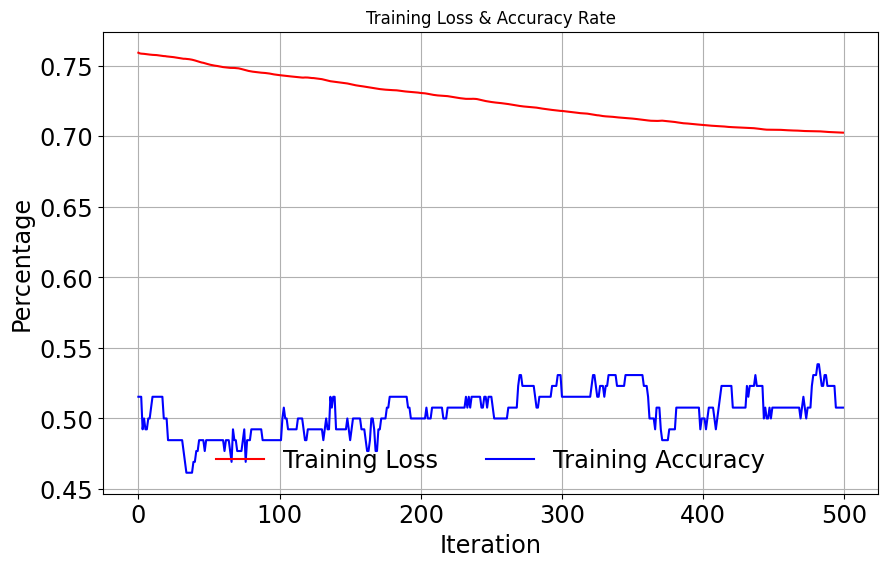 Training Loss & Accuracy Rate
0.75
0.70
0.65
0.60
0.55
0.50
0.45
Percentage
Training Loss Training Accuracy
0 100 200 300 400 500
Iteration